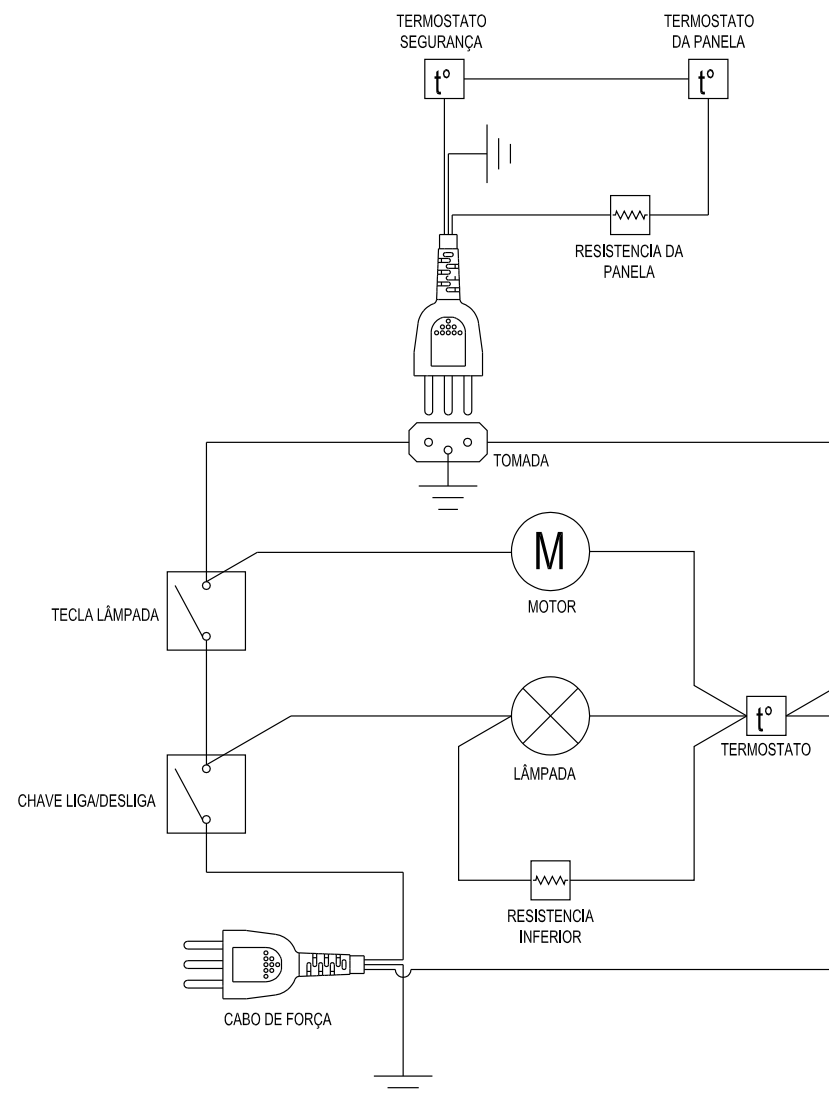 TERMOSTATO
SEGURANÇA
TERMOSTATO
DA PANELA
t°
t°
RESISTENCIA DA
PANELA
TOMADA
M
MOTOR
TECLA LÂMPADA
t°
TERMOSTATO
LÂMPADA
CHAVE LIGA/DESLIGA
RESISTENCIA
INFERIOR
CABO DE FORÇA